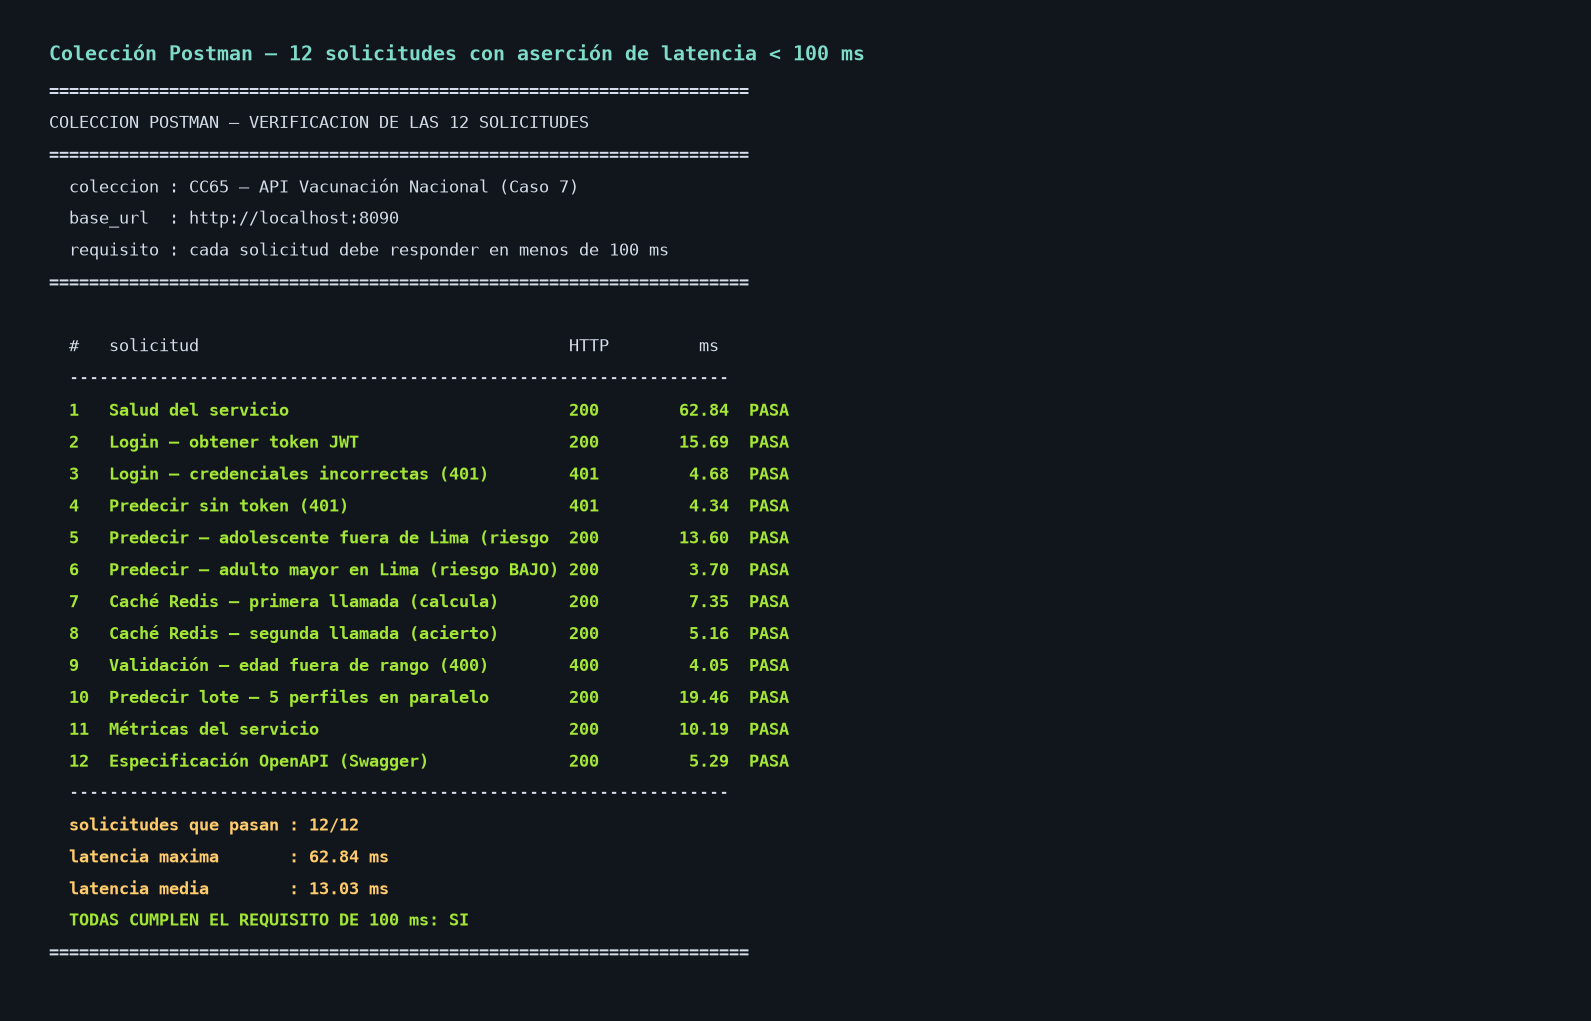 Colección Postman — 12 solicitudes con aserción de latencia < 100 ms
======================================================================
COLECCION POSTMAN — VERIFICACION DE LAS 12 SOLICITUDES
======================================================================
  coleccion : CC65 — API Vacunación Nacional (Caso 7)
  base_url  : http://localhost:8090
  requisito : cada solicitud debe responder en menos de 100 ms
======================================================================
  #   solicitud                                     HTTP         ms
  ------------------------------------------------------------------
  1   Salud del servicio                            200        62.84  PASA
  2   Login — obtener token JWT                     200        15.69  PASA
  3   Login — credenciales incorrectas (401)        401         4.68  PASA
  4   Predecir sin token (401)                      401         4.34  PASA
  5   Predecir — adolescente fuera de Lima (riesgo  200        13.60  PASA
  6   Predecir — adulto mayor en Lima (riesgo BAJO) 200         3.70  PASA
  7   Caché Redis — primera llamada (calcula)       200         7.35  PASA
  8   Caché Redis — segunda llamada (acierto)       200         5.16  PASA
  9   Validación — edad fuera de rango (400)        400         4.05  PASA
  10  Predecir lote — 5 perfiles en paralelo        200        19.46  PASA
  11  Métricas del servicio                         200        10.19  PASA
  12  Especificación OpenAPI (Swagger)              200         5.29  PASA
  ------------------------------------------------------------------
  solicitudes que pasan : 12/12
  latencia maxima       : 62.84 ms
  latencia media        : 13.03 ms
  TODAS CUMPLEN EL REQUISITO DE 100 ms: SI
======================================================================